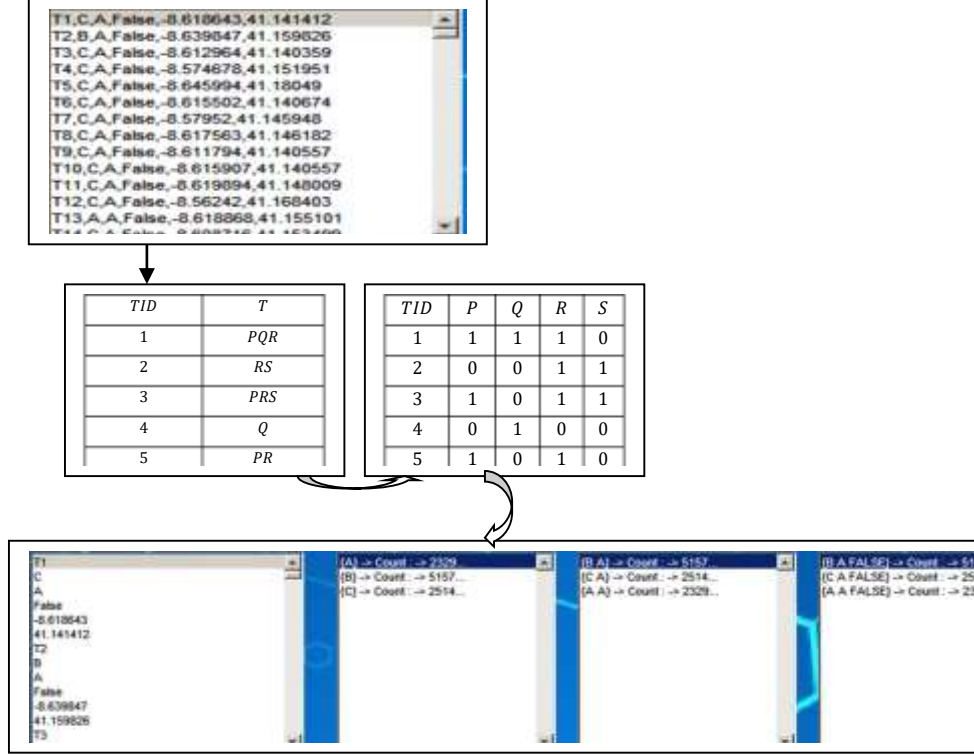 T1,C,A,False,-8.618643,41.141412
T2,B,A,False,-8.639847,41.159826
T3,C,A,False,-8.612964,41.140359
T4,C,A,False,-8.574678,41.151951
T5,C,A,False,-8.645994,41.18049
T6,C,A,False,-8.615502,41.140674
T7,C,A,False,-8.57952,41.145948
T8,C,A,False,-8.617563,41.146182
T9,C,A,False,-8.611794,41.140557
T10,C,A,False,-8.615907,41.140557
T11,C,A,False,-8.619894,41.148009
T12,C,A,False,-8.56242,41.168403
T13,A,A,False,-8.618868,41.155101
TID T
1 PQR
2 RS
3 PRS
4 Q
5 PR
TID P Q R S
1 1 1 1 0
2 0 0 1 1
3 1 0 1 1
4 0 1 0 0
5 1 0 1 0
T1
C
A
False
-8.618643
41.141412
T2
B
A
False
-8.639847
41.159826
T3
{A} -> Count : -> 2329...
{B} -> Count : -> 5157...
{C} -> Count : -> 2514...
{B A} -> Count : -> 5157...
{C A} -> Count : -> 2514...
{A A} -> Count : -> 2329...
{B A FALSE} -> Count : -> 51
{C A FALSE} -> Count : -> 25
{A A FALSE} -> Count : -> 23